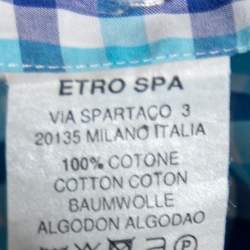 ETRO SPA
VIA SPARTACO 3
20135 MILANO ITALIA
100% COTONE
COTTON COTON
BAUMWOLLE
ALGODON ALGODAO